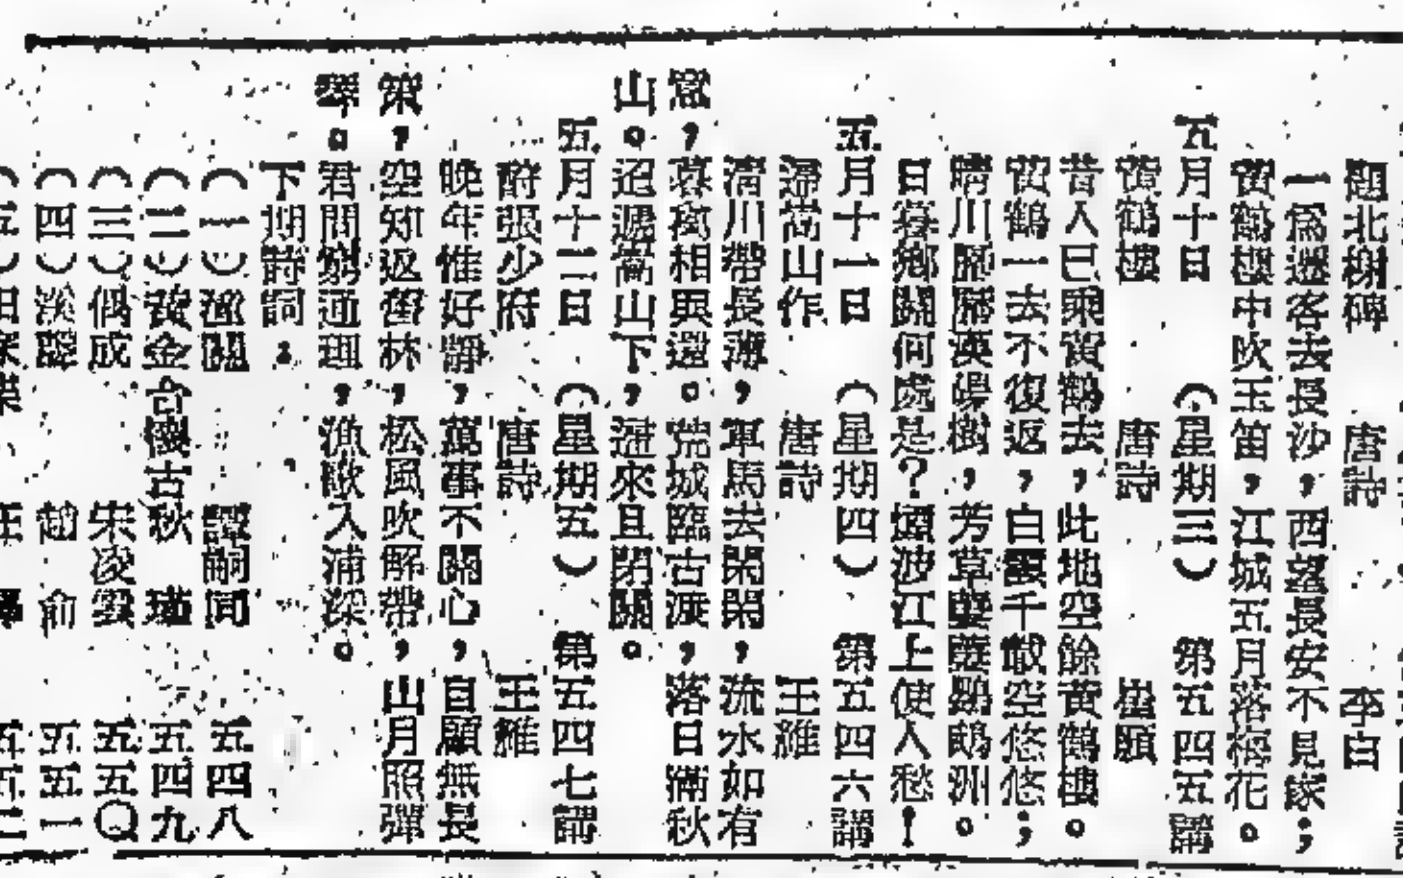 題北榭碑　唐詩　李白
一為遷客去長沙，西望長安不見家；
黃鶴樓中吹玉笛，江城五月落梅花。
五月十日　（星期三）　第五四五講
黃鶴樓　唐詩　崔顥
昔人已乘黃鶴去，此地空餘黃鶴樓。
黃鶴一去不復返，白雲千載空悠悠；
晴川歷歷漢陽樹，芳草萋萋鸚鵡洲。
日暮鄉關何處是？煙波江上使人愁！
五月十一日　（星期四）　第五四六講
歸嵩山作　唐詩　王維
清川帶長薄，車馬去閑閑，流水如有
意，暮禽相與還。荒城臨古渡，落日滿秋
山。迢遞嵩山下，歸來且閉關。
五月十二日　（星期五）　第五四七講
酬張少府　唐詩　王維
晚年惟好靜，萬事不關心，自顧無長
策，空知返舊林，松風吹解帶，山月照彈
琴。君問窮通理，漁歌入浦深。
下期詩詞：
（一）潼關　譚嗣同　五四八
（二）黃金台懷古　秋　瑾　五四九
（三）偶成　宋凌雲　五五〇
（四）溪聲　趙　俞　五五一